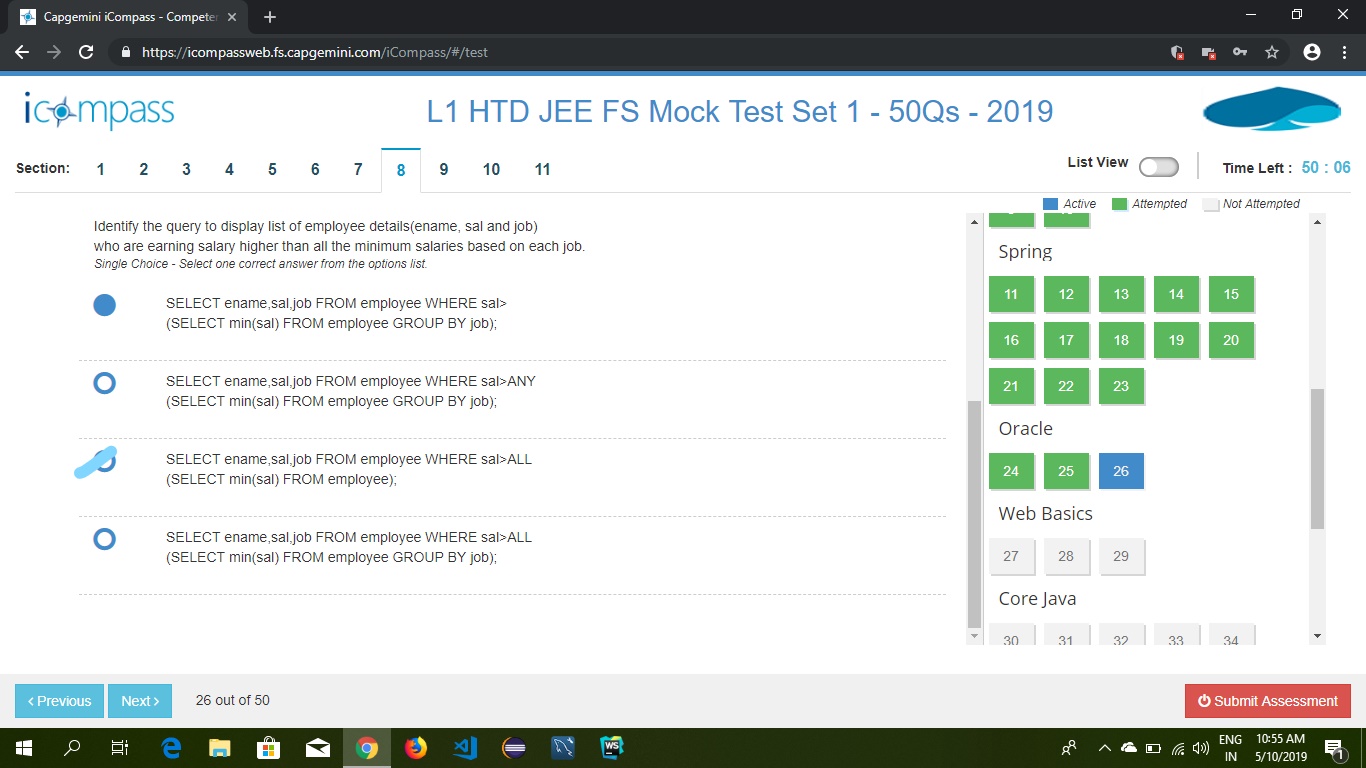 Capgemini iCompass - Compete
https://icompassweb.fs.capgemini.com/iCompass/#/test
icompass
L1 HTD JEE FS Mock Test Set 1 - 50Qs - 2019
Section: 1 2 3 4 5 6 7 8 9 10 11
List View
Time Left : 50 : 06
Active Attempted Not Attempted
Identify the query to display list of employee details(ename, sal and job)
who are earning salary higher than all the minimum salaries based on each job.
Single Choice - Select one correct answer from the options list.
SELECT ename,sal,job FROM employee WHERE sal>
(SELECT min(sal) FROM employee GROUP BY job);
SELECT ename,sal,job FROM employee WHERE sal>ANY
(SELECT min(sal) FROM employee GROUP BY job);
SELECT ename,sal,job FROM employee WHERE sal>ALL
(SELECT min(sal) FROM employee);
SELECT ename,sal,job FROM employee WHERE sal>ALL
(SELECT min(sal) FROM employee GROUP BY job);
Spring
11 12 13 14 15
16 17 18 19 20
21 22 23
Oracle
24 25 26
Web Basics
27 28 29
Core Java
30 31 32 33 34
Previous
Next
26 out of 50
Submit Assessment
WS
ENG
IN
10:55 AM
5/10/2019
1